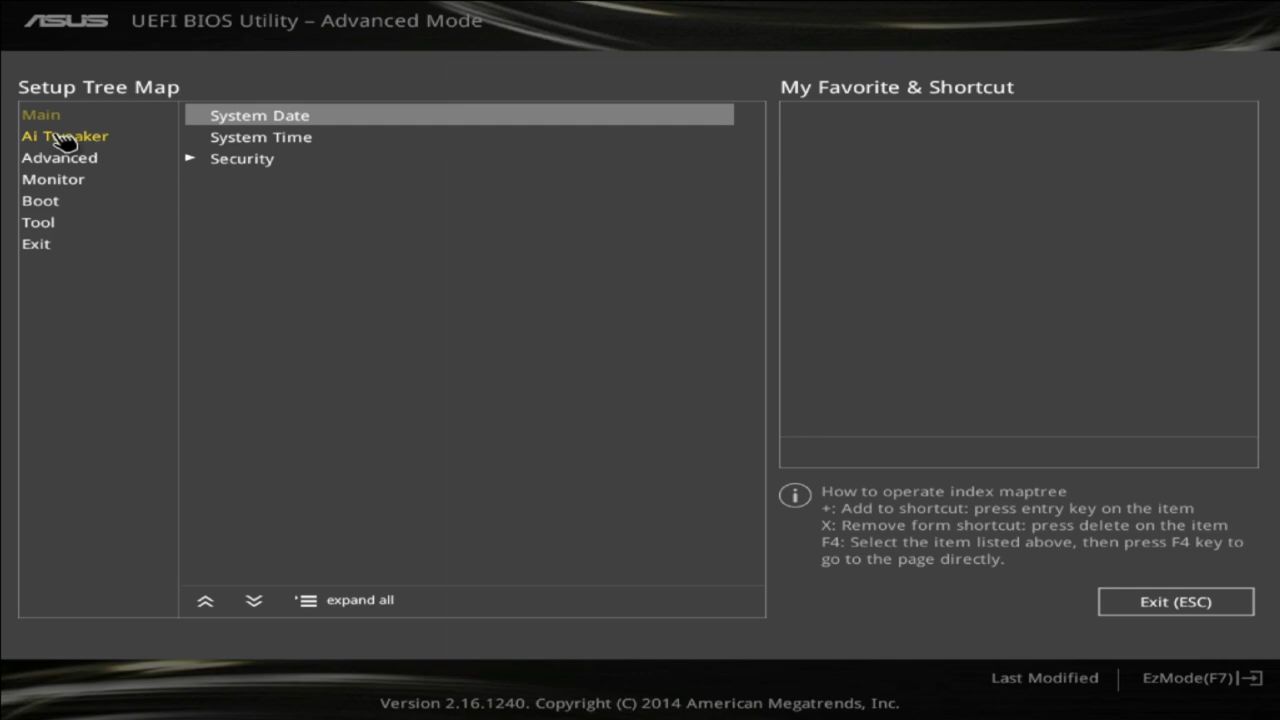 ASUS UEFI BIOS Utility – Advanced Mode
Setup Tree Map
Main
Ai Tweaker
Advanced
Monitor
Boot
Tool
Exit
System Date
System Time
Security
expand all
My Favorite & Shortcut
How to operate index maptree
+: Add to shortcut: press entry key on the item
X: Remove form shortcut: press delete on the item
F4: Select the item listed above, then press F4 key to
go to the page directly.
Exit (ESC)
Last Modified
EzMode(F7)
Version 2.16.1240. Copyright (C) 2014 American Megatrends, Inc.